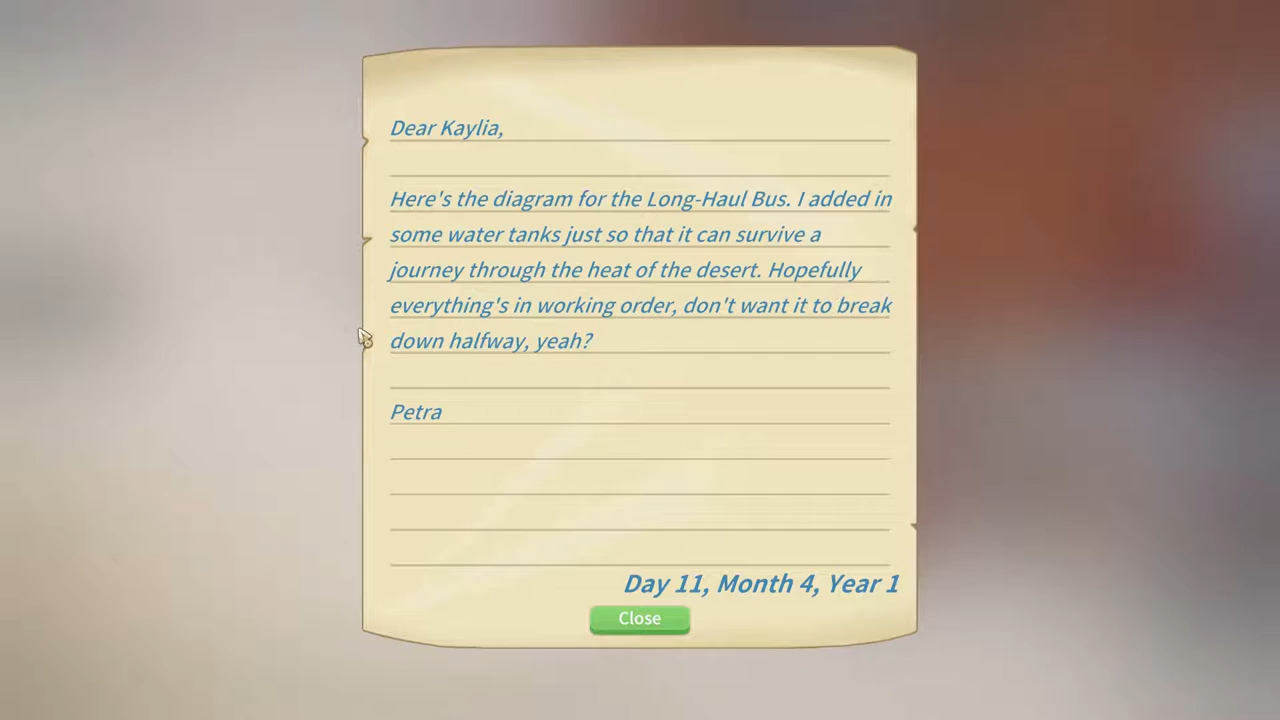 Dear Kaylia,
Here's the diagram for the Long-Haul Bus. I added in
some water tanks just so that it can survive a
journey through the heat of the desert. Hopefully
everything's in working order, don't want it to break
down halfway, yeah?
Petra
Day 11, Month 4, Year 1
Close